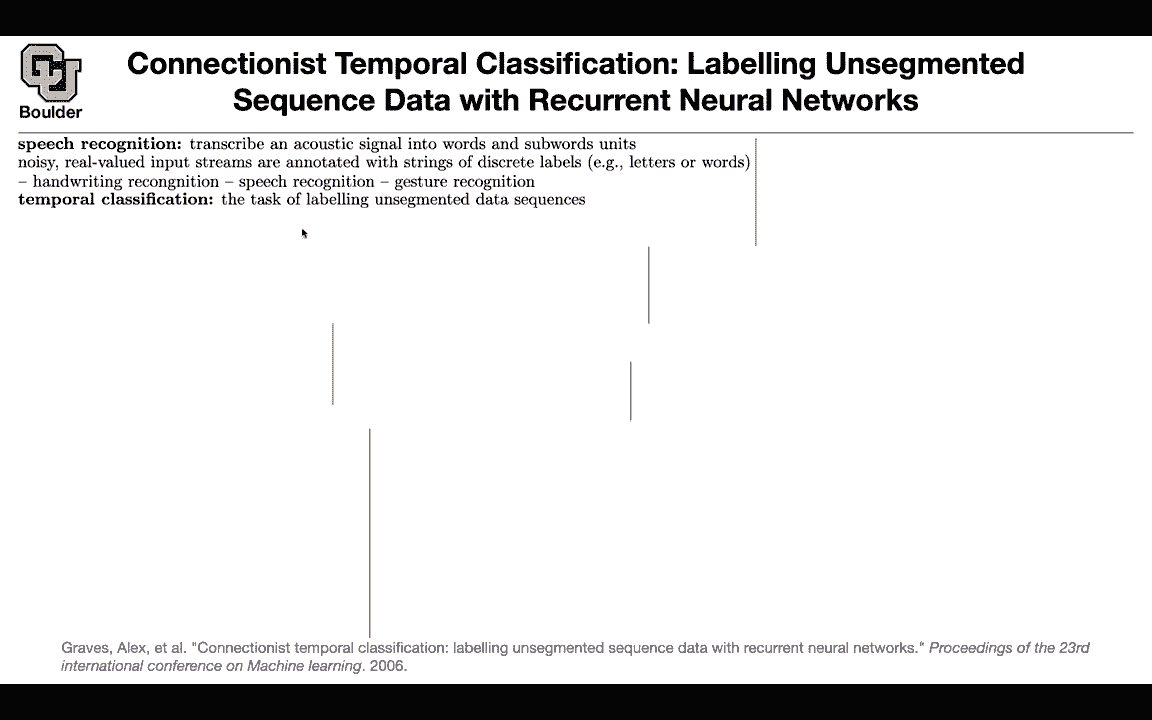 CU
Boulder
Connectionist Temporal Classification: Labelling Unsegmented
Sequence Data with Recurrent Neural Networks
speech recognition: transcribe an acoustic signal into words and subwords units
noisy, real-valued input streams are annotated with strings of discrete labels (e.g., letters or words)
– handwriting recongnition – speech recognition – gesture recognition
temporal classification: the task of labelling unsegmented data sequences
Graves, Alex, et al. "Connectionist temporal classification: labelling unsegmented sequence data with recurrent neural networks." Proceedings of the 23rd
international conference on Machine learning. 2006.